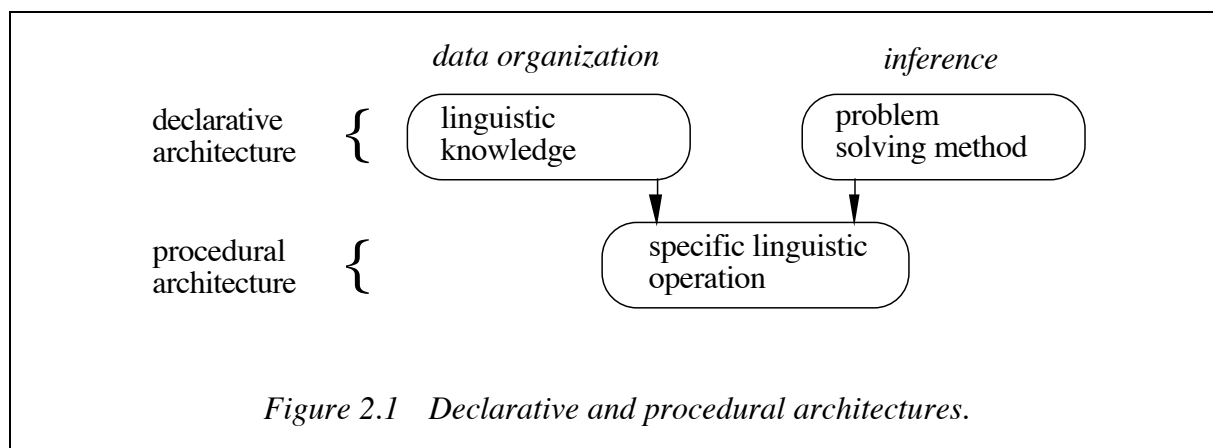 data organization
inference
declarative
architecture
{
linguistic
knowledge
problem
solving method
procedural
architecture
{
specific linguistic
operation
Figure 2.1 Declarative and procedural architectures.